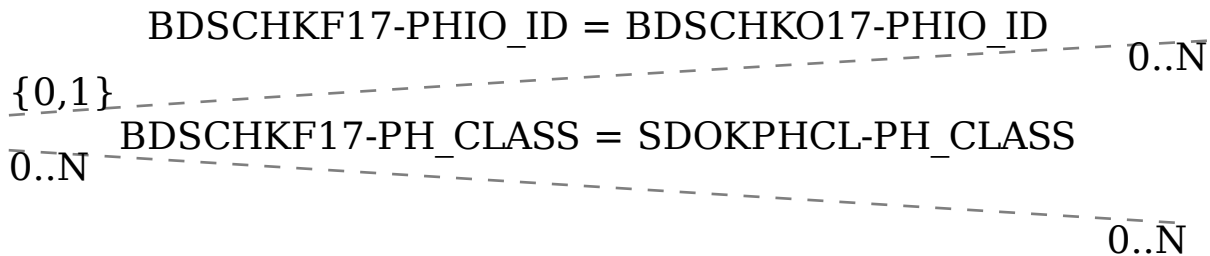 BDSCHKF17-PHIO_ID = BDSCHKO17-PHIO_ID
0..N
{0,1}
BDSCHKF17-PH_CLASS = SDOKPHCL-PH_CLASS
0..N
0..N